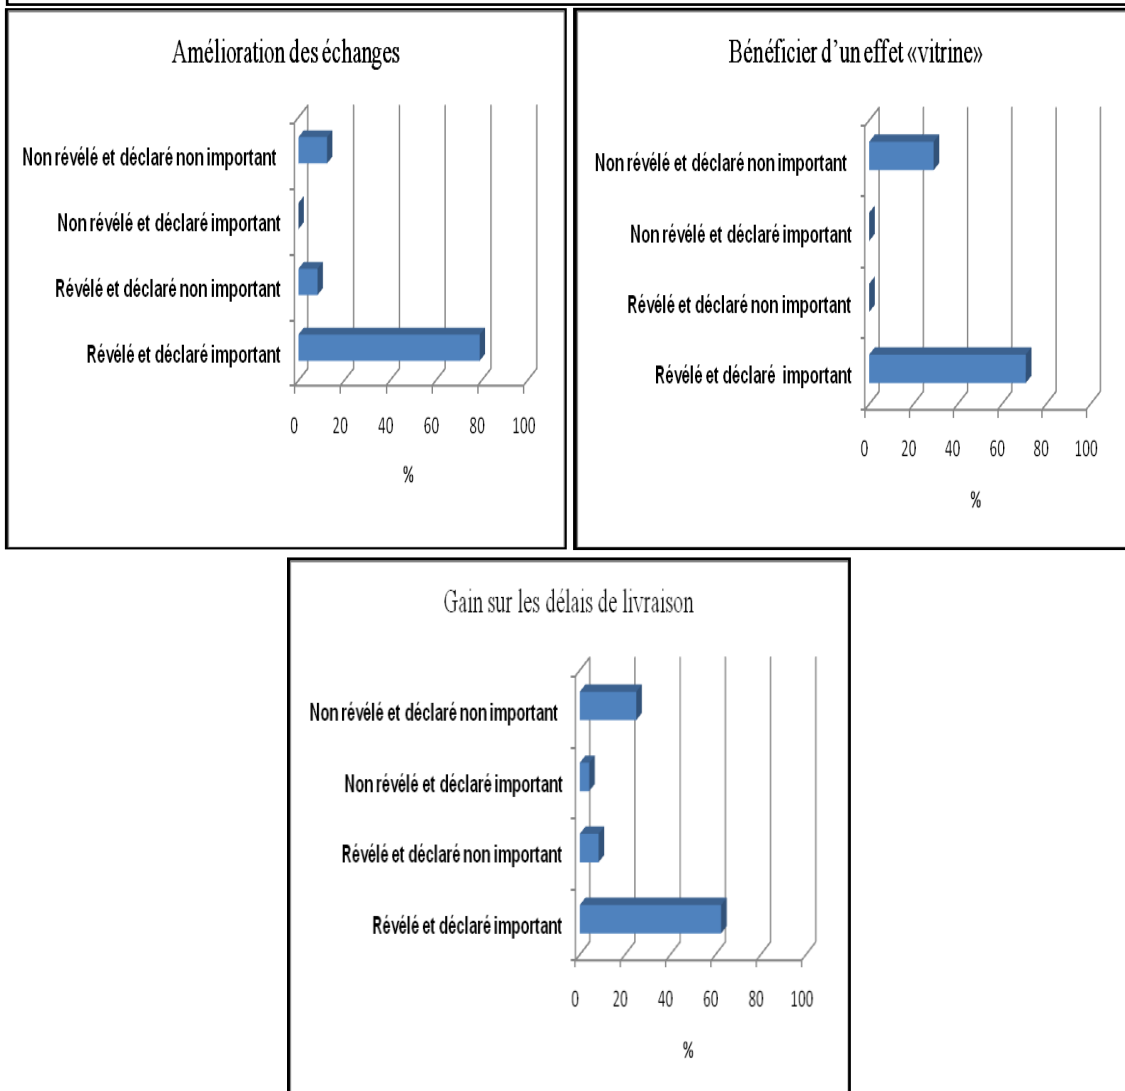 Amélioration des échanges
Non révélé et déclaré non important
Non révélé et déclaré important
Révélé et déclaré non important
Révélé et déclaré important
0 20 40 60 80 100
%
Bénéficier d’un effet «vitrine»
Non révélé et déclaré non important
Non révélé et déclaré important
Révélé et déclaré non important
Révélé et déclaré important
0 20 40 60 80 100
%
Gain sur les délais de livraison
Non révélé et déclaré non important
Non révélé et déclaré important
Révélé et déclaré non important
Révélé et déclaré important
0 20 40 60 80 100
%